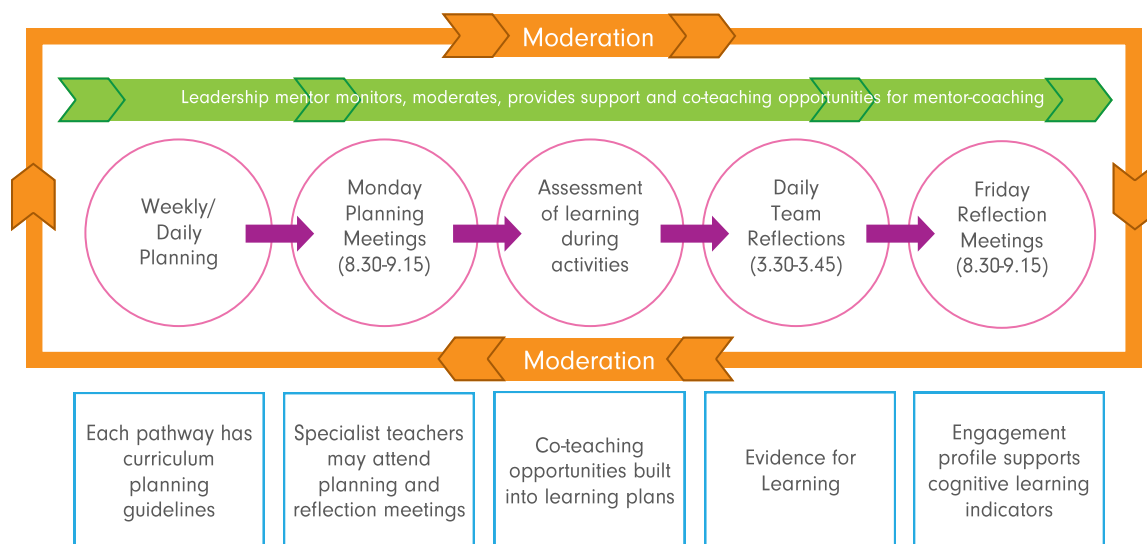 Moderation
Leadership mentor monitors, moderates, provides support and co-teaching opportunities for mentor-coaching
Weekly/
Daily
Planning
Monday
Planning
Meetings
(8.30-9.15)
Assessment
of learning
during
activities
Daily
Team
Reflections
(3.30-3.45)
Friday
Reflection
Meetings
(8.30-9.15)
Moderation
Each pathway has
curriculum
planning
guidelines
Specialist teachers
may attend
planning and
reflection meetings
Co-teaching
opportunities built
into learning plans
Evidence for
Learning
Engagement
profile supports
cognitive learning
indicators